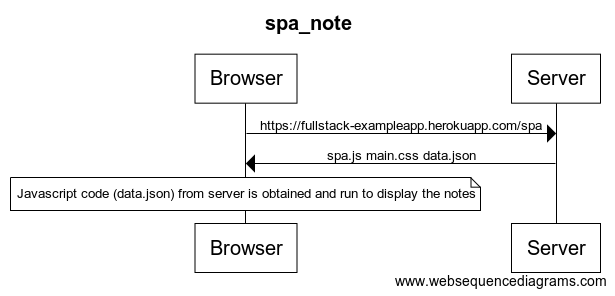 spa_note
Browser
Server
https://fullstack-exampleapp.herokuapp.com/spa
spa.js main.css data.json
Javascript code (data.json) from server is obtained and run to display the notes
Browser
Server
www.websequencediagrams.com